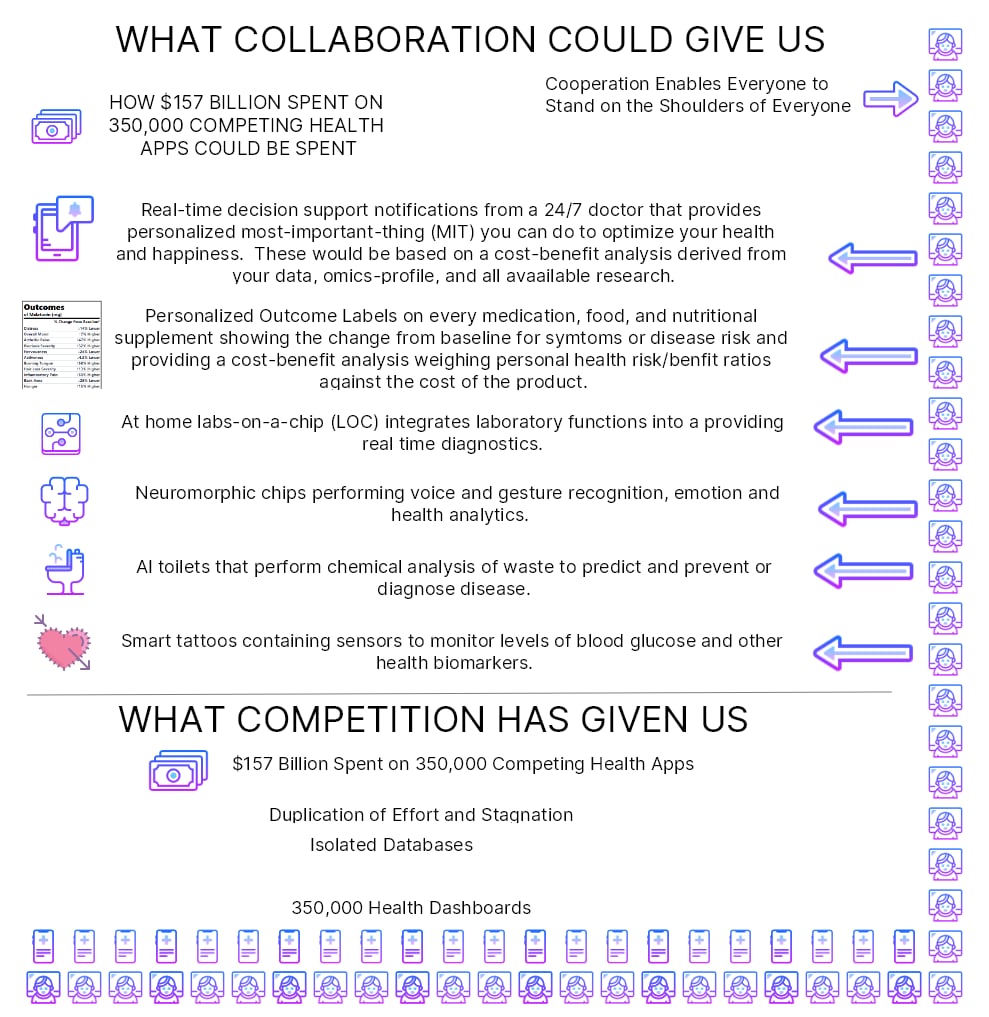 WHAT COLLABORATION COULD GIVE US
Cooperation Enables Everyone to
Stand on the Shoulders of Everyone
HOW $157 BILLION SPENT ON
350,000 COMPETING HEALTH
APPS COULD BE SPENT
Real-time decision support notifications from a 24/7 doctor that provides
personalized most-important-thing (MIT) you can do to optimize your health
and happiness.  These would be based on a cost-benefit analysis derived from
your data, omics-profile, and all avaailable research.
Outcomes
of Melatonin (mg)
% Change From Baseline
Personalized Outcome Labels on every medication, food, and nutritional
supplement showing the change from baseline for symtoms or disease risk and
providing a cost-benefit analysis weighing personal health risk/benfit ratios
against the cost of the product.
At home labs-on-a-chip (LOC) integrates laboratory functions into a providing
real time diagnostics.
Neuromorphic chips performing voice and gesture recognition, emotion and
health analytics.
AI toilets that perform chemical analysis of waste to predict and prevent or
diagnose disease.
Smart tattoos containing sensors to monitor levels of blood glucose and other
health biomarkers.
WHAT COMPETITION HAS GIVEN US
$157 Billion Spent on 350,000 Competing Health Apps
Duplication of Effort and Stagnation
Isolated Databases
350,000 Health Dashboards